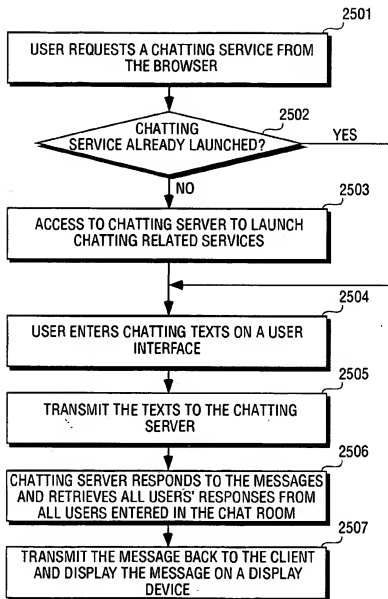 2501
USER REQUESTS A CHATTING SERVICE FROM
THE BROWSER
2502
CHATTING
SERVICE ALREADY LAUNCHED?
YES
NO
2503
ACCESS TO CHATTING SERVER TO LAUNCH
CHATTING RELATED SERVICES
2504
USER ENTERS CHATTING TEXTS ON A USER
INTERFACE
2505
TRANSMIT THE TEXTS TO THE CHATTING
SERVER
2506
CHATTING SERVER RESPONDS TO THE MESSAGES
AND RETRIEVES ALL USERS' RESPONSES FROM
ALL USERS ENTERED IN THE CHAT ROOM
2507
TRANSMIT THE MESSAGE BACK TO THE CLIENT
AND DISPLAY THE MESSAGE ON A DISPLAY
DEVICE